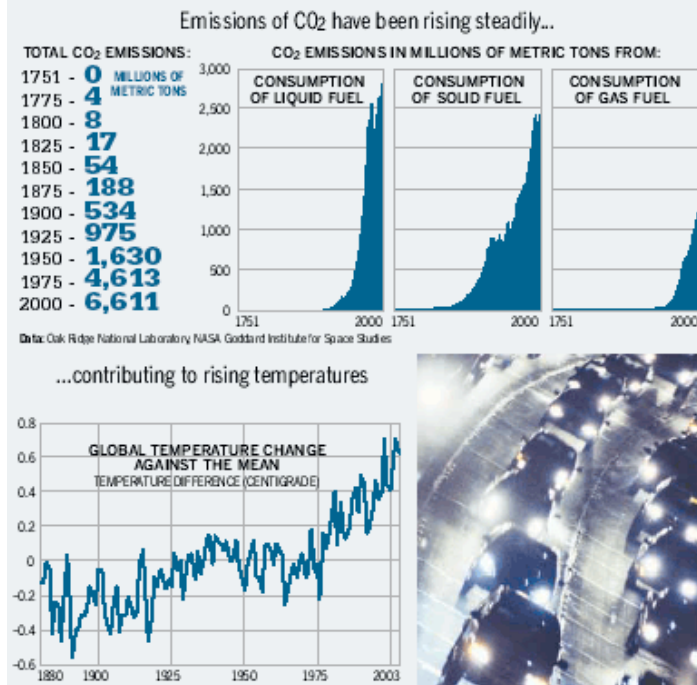 Emissions of CO2 have been rising steadily...
TOTAL CO2 EMISSIONS:
1751 - 0 MILLIONS OF
METRIC TONS
1775 - 4
1800 - 8
1825 - 17
1850 - 54
1875 - 188
1900 - 534
1925 - 975
1950 - 1,630
1975 - 4,613
2000 - 6,611
CO2 EMISSIONS IN MILLIONS OF METRIC TONS FROM:
3,000
2,500
2,000
1,500
1,000
500
0
CONSUMPTION
OF LIQUID FUEL
1751 2000
CONSUMPTION
OF SOLID FUEL
1751 2000
CONSUMPTION
OF GAS FUEL
1751 2000
Data: Oak Ridge National Laboratory, NASA Goddard Institute for Space Studies
...contributing to rising temperatures
GLOBAL TEMPERATURE CHANGE
AGAINST THE MEAN
TEMPERATURE DIFFERENCE (CENTIGRADE)
0.8
0.6
0.4
0.2
0
-0.2
-0.4
-0.6
1880 1900 1925 1950 1975 2003